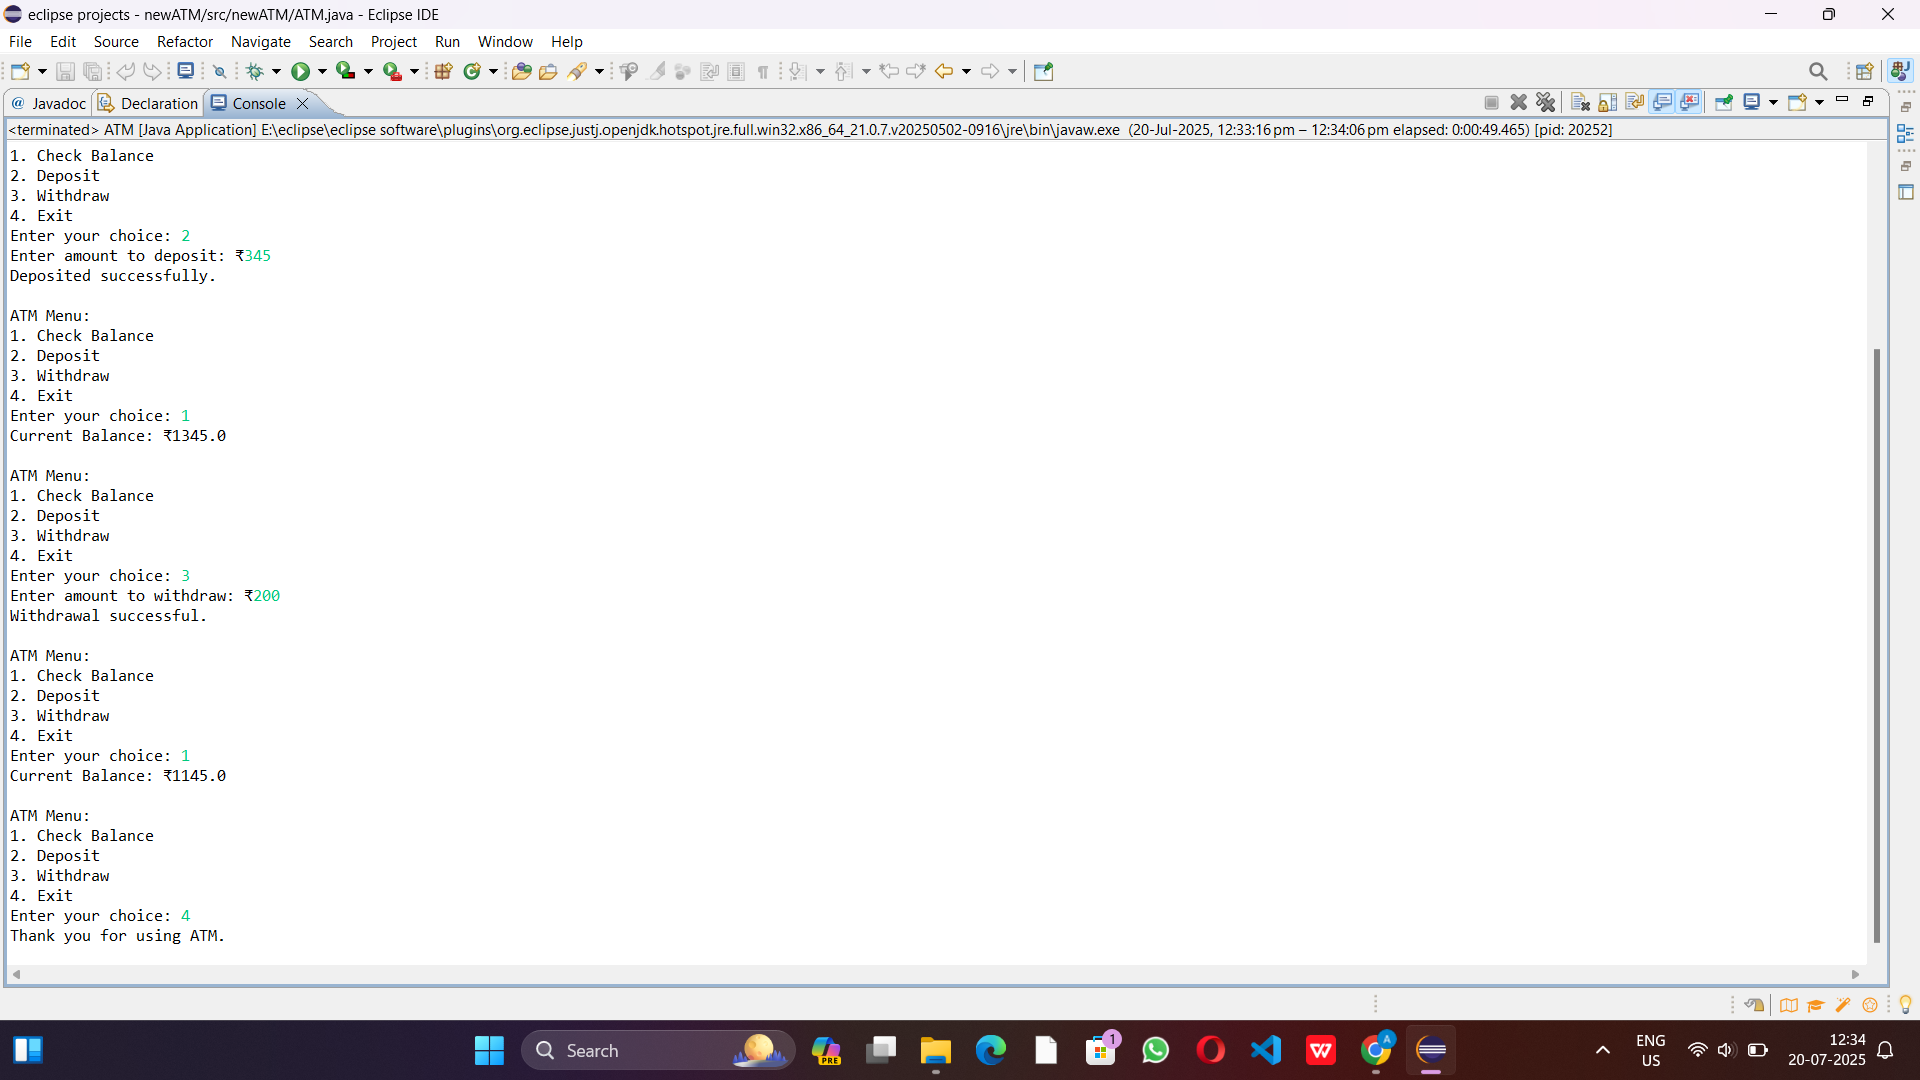 eclipse projects - newATM/src/newATM/ATM.java - Eclipse IDE
File Edit Source Refactor Navigate Search Project Run Window Help
@ Javadoc Declaration Console
<terminated> ATM [Java Application] E:\eclipse\eclipse software\plugins\org.eclipse.justj.openjdk.hotspot.jre.full.win32.x86_64_21.0.7.v20250502-0916\jre\bin\javaw.exe (20-Jul-2025, 12:33:16 pm – 12:34:06 pm elapsed: 0:00:49.465) [pid: 20252]
1. Check Balance
2. Deposit
3. Withdraw
4. Exit
Enter your choice: 2
Enter amount to deposit: ₹345
Deposited successfully.
ATM Menu:
1. Check Balance
2. Deposit
3. Withdraw
4. Exit
Enter your choice: 1
Current Balance: ₹1345.0
ATM Menu:
1. Check Balance
2. Deposit
3. Withdraw
4. Exit
Enter your choice: 3
Enter amount to withdraw: ₹200
Withdrawal successful.
ATM Menu:
1. Check Balance
2. Deposit
3. Withdraw
4. Exit
Enter your choice: 1
Current Balance: ₹1145.0
ATM Menu:
1. Check Balance
2. Deposit
3. Withdraw
4. Exit
Enter your choice: 4
Thank you for using ATM.
Search
PRE
1
W
A
ENG
US
12:34
20-07-2025